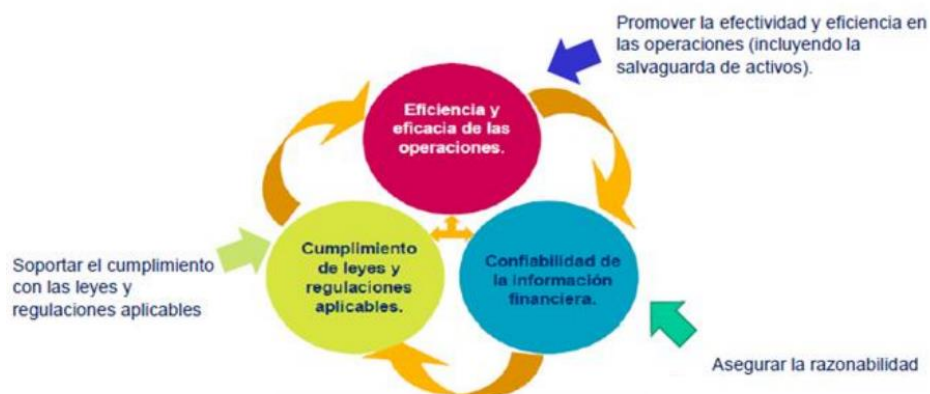 Promover la efectividad y eficiencia en
las operaciones (incluyendo la
salvaguarda de activos).
Eficiencia y
eficacia de las
operaciones.
Soportar el cumplimiento
con las leyes y
regulaciones aplicables
Cumplimiento
de leyes y
regulaciones
aplicables.
Confiabilidad de
la información
financiera.
Asegurar la razonabilidad